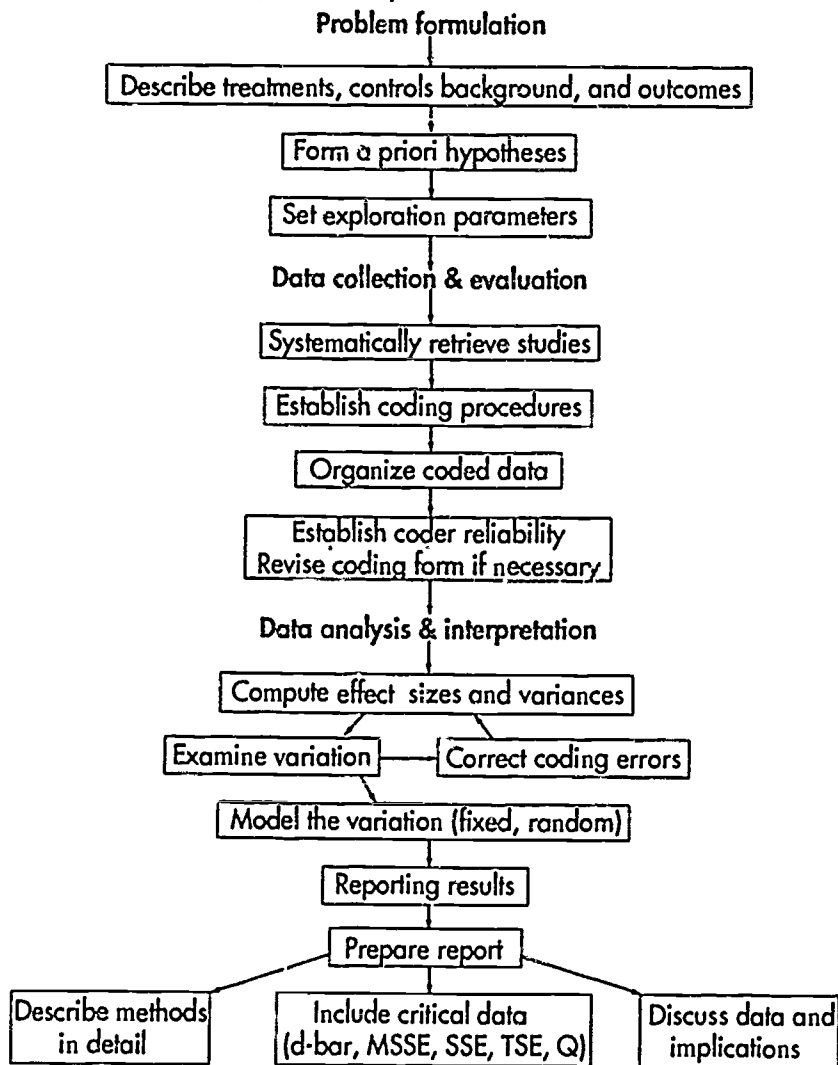 Problem formulation
Describe treatments, controls background, and outcomes
Form a priori hypotheses
Set exploration parameters
Data collection & evaluation
Systematically retrieve studies
Establish coding procedures
Organize coded data
Establish coder reliability
Revise coding form if necessary
Data analysis & interpretation
Compute effect sizes and variances
Examine variation
Correct coding errors
Model the variation (fixed, random)
Reporting results
Prepare report
Describe methods
in detail
Include critical data
(d-bar, MSSE, SSE, TSE, Q)
Discuss data and
implications